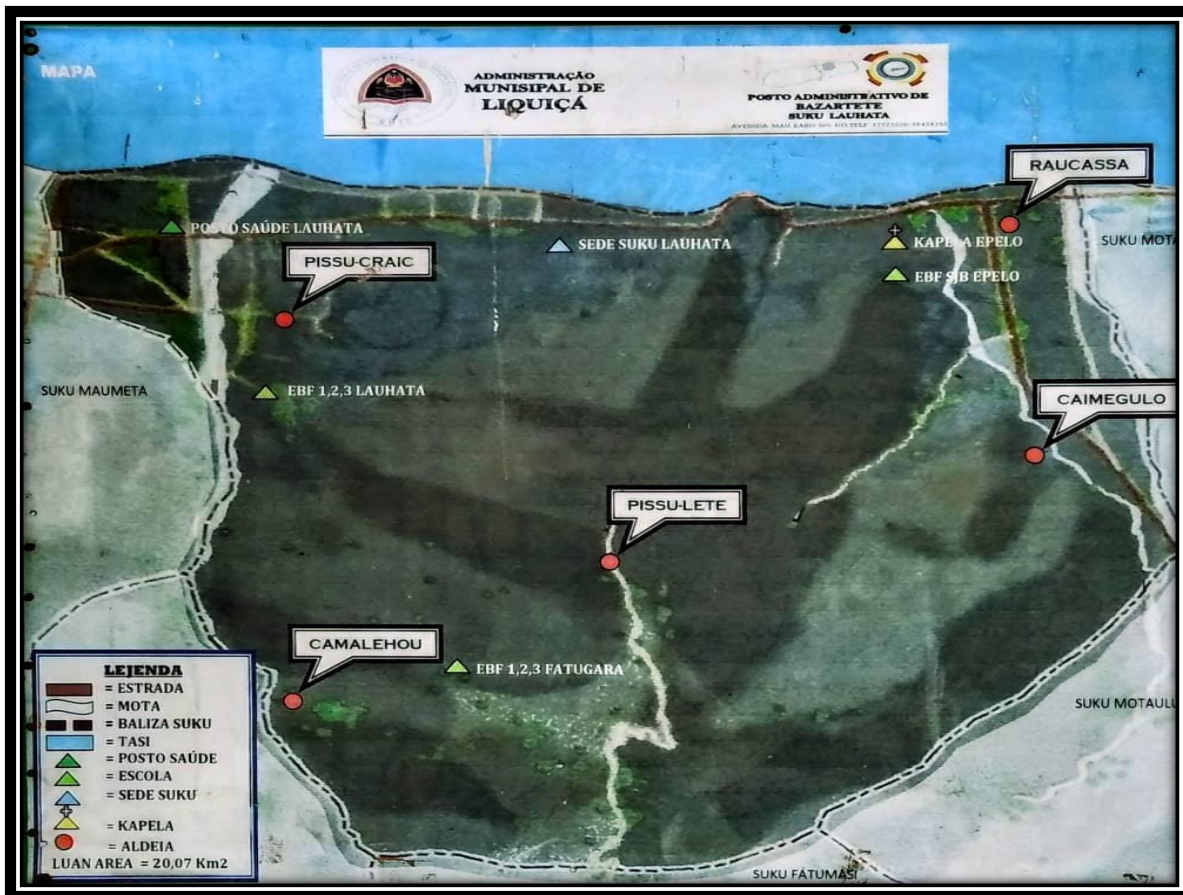 MAPA
ADMINISTRAÇÃO
MUNISIPAL DE
LIQUIÇÁ
POSTO ADMINISTRATIVO DE
BAZARTETE
SUKU LAUHATA
RAUCASSA
POSTO SAÚDE LAUHATA
SEDE SUKU LAUHATA
KAPELA EPELO
SUKU MOTA
PISSU-CRAIC
EBF SJB EPELO
SUKU MAUMETA
EBF 1,2,3 LAUHATA
CAIMEGULO
PISSU-LETE
CAMALEHOU
EBF 1,2,3 FATUGARA
SUKU MOTAULU
SUKU FATUMASI
LEJENDA
= ESTRADA
= MOTA
= BALIZA SUKU
= TASI
= POSTO SAÚDE
= ESCOLA
= SEDE SUKU
= KAPELA
= ALDEIA
LUAN AREA = 20,07 Km2